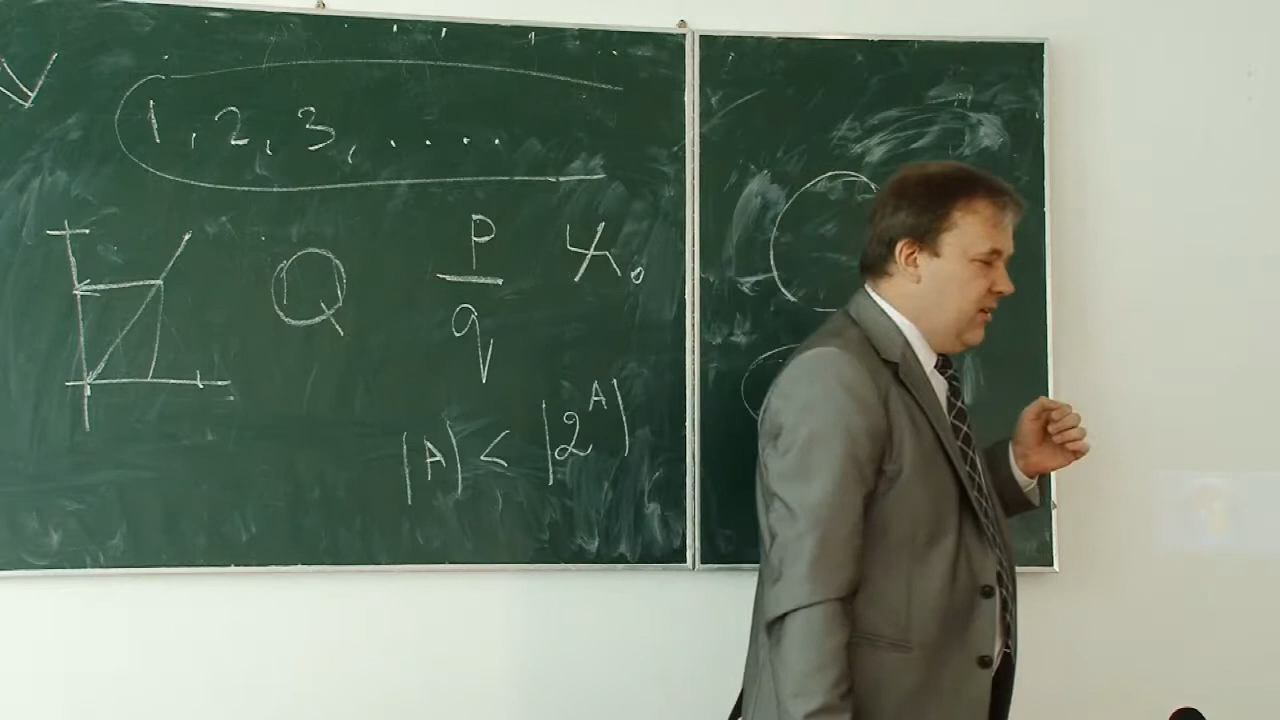 1, 2, 3, .....
Q p/q ℵ₀
|A| < |2^A|